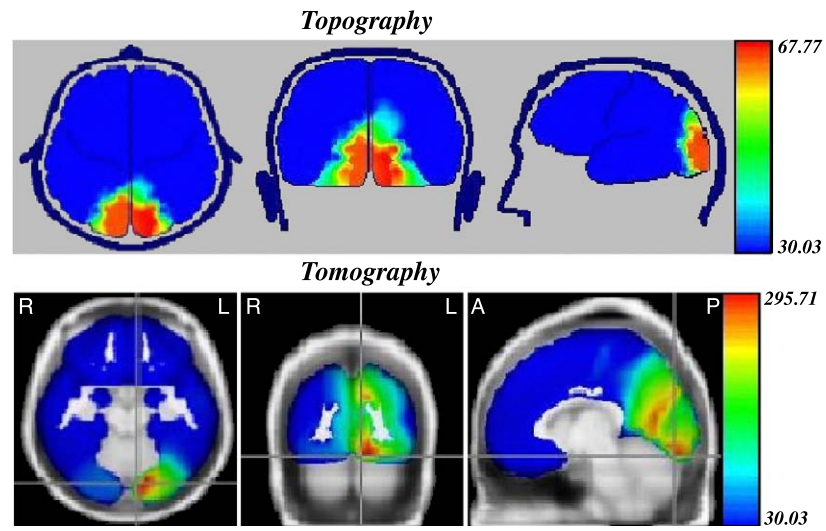 Topography
67.77
30.03
Tomography
R L R L A P
295.71
30.03